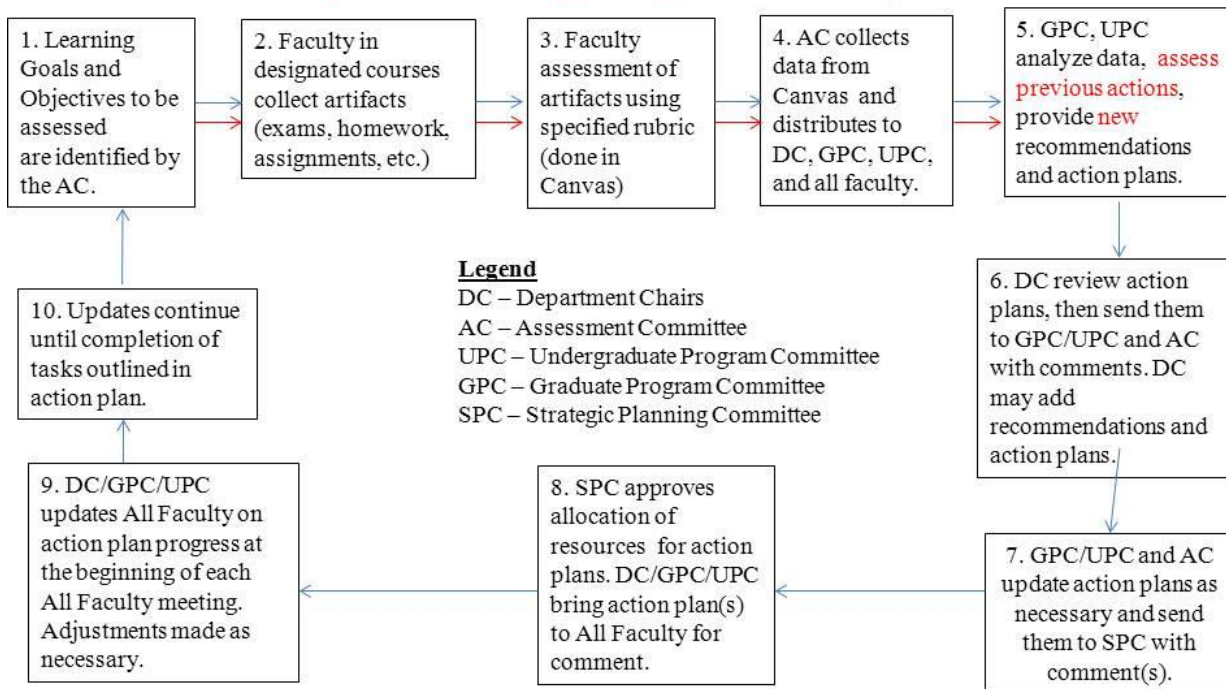 1. Learning
Goals and
Objectives to be
assessed
are identified by
the AC.
2. Faculty in
designated courses
collect artifacts
(exams, homework,
assignments, etc.)
3. Faculty
assessment of
artifacts using
specified rubric
(done in
Canvas)
4. AC collects
data from
Canvas and
distributes to
DC, GPC, UPC,
and all faculty.
5. GPC, UPC
analyze data, assess
previous actions,
provide new
recommendations
and action plans.
6. DC review action
plans, then send them
to GPC/UPC and AC
with comments. DC
may add
recommendations and
action plans.
7. GPC/UPC and AC
update action plans as
necessary and send
them to SPC with
comment(s).
8. SPC approves
allocation of
resources for action
plans. DC/GPC/UPC
bring action plan(s)
to All Faculty for
comment.
9. DC/GPC/UPC
updates All Faculty on
action plan progress at
the beginning of each
All Faculty meeting.
Adjustments made as
necessary.
10. Updates continue
until completion of
tasks outlined in
action plan.
Legend
DC – Department Chairs
AC – Assessment Committee
UPC – Undergraduate Program Committee
GPC – Graduate Program Committee
SPC – Strategic Planning Committee